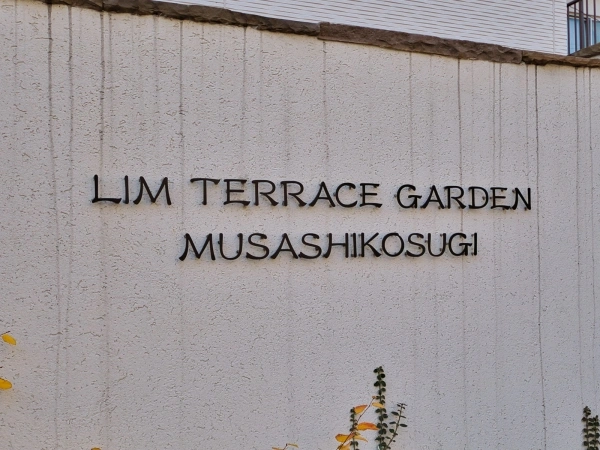 LIM TERRACE GARDEN
MUSASHIKOSUGI